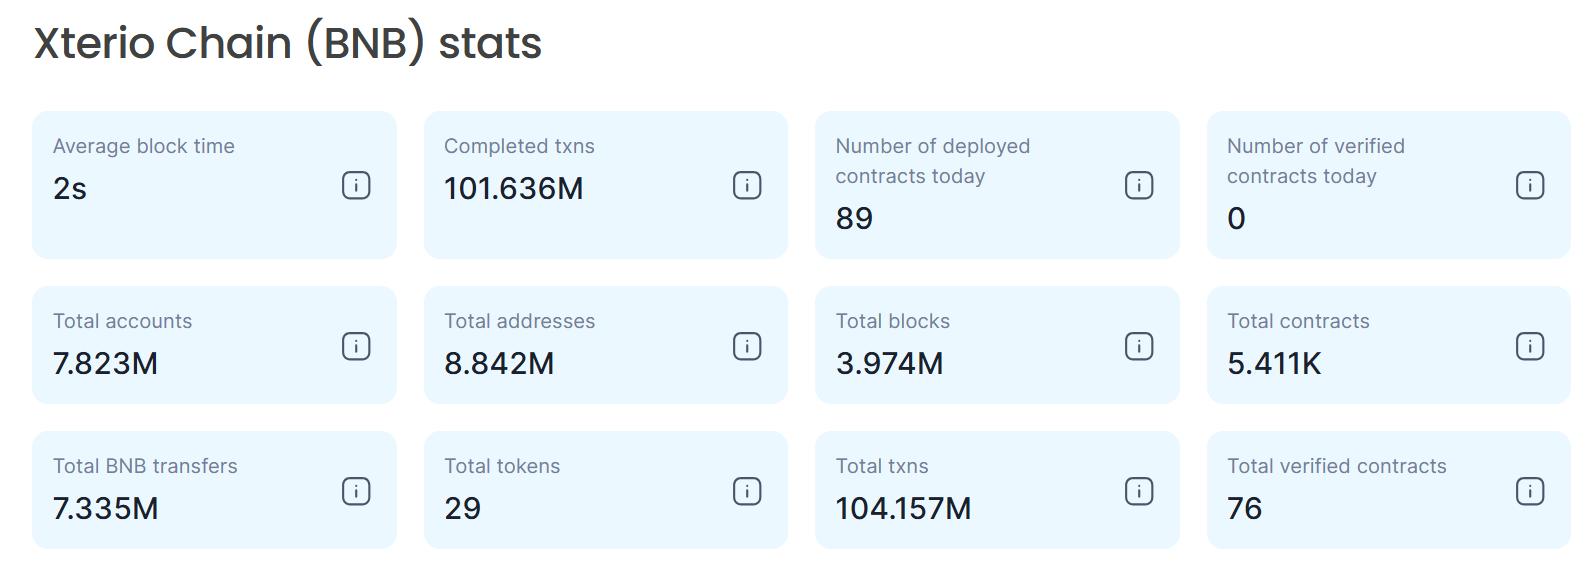 Xterio Chain (BNB) stats
Average block time
2s
Completed txns
101.636M
Number of deployed
contracts today
89
Number of verified
contracts today
0
Total accounts
7.823M
Total addresses
8.842M
Total blocks
3.974M
Total contracts
5.411K
Total BNB transfers
7.335M
Total tokens
29
Total txns
104.157M
Total verified contracts
76